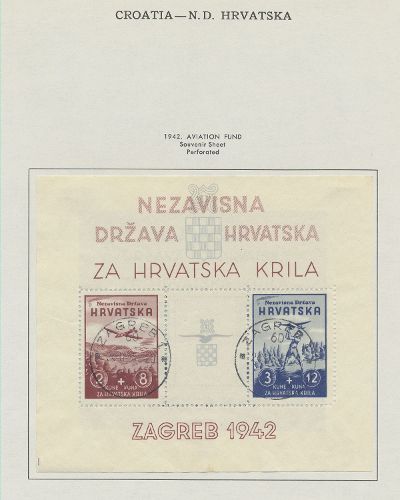 CROATIA—N.D. HRVATSKA
1942. AVIATION FUND
Souvenir Sheet
Perforated
NEZAVISNA
DRŽAVA HRVATSKA
ZA HRVATSKA KRILA
Nezavisna Država
HRVATSKA
ZAGREB
60
2 + 8
KUNE KUNA
ZA HRVATSKA KRILA
Nezavisna Država
HRVATSKA
ZAGREB
60
3 + 12
KUNE KUNA
ZA HRVATSKA KRILA
ZAGREB 1942